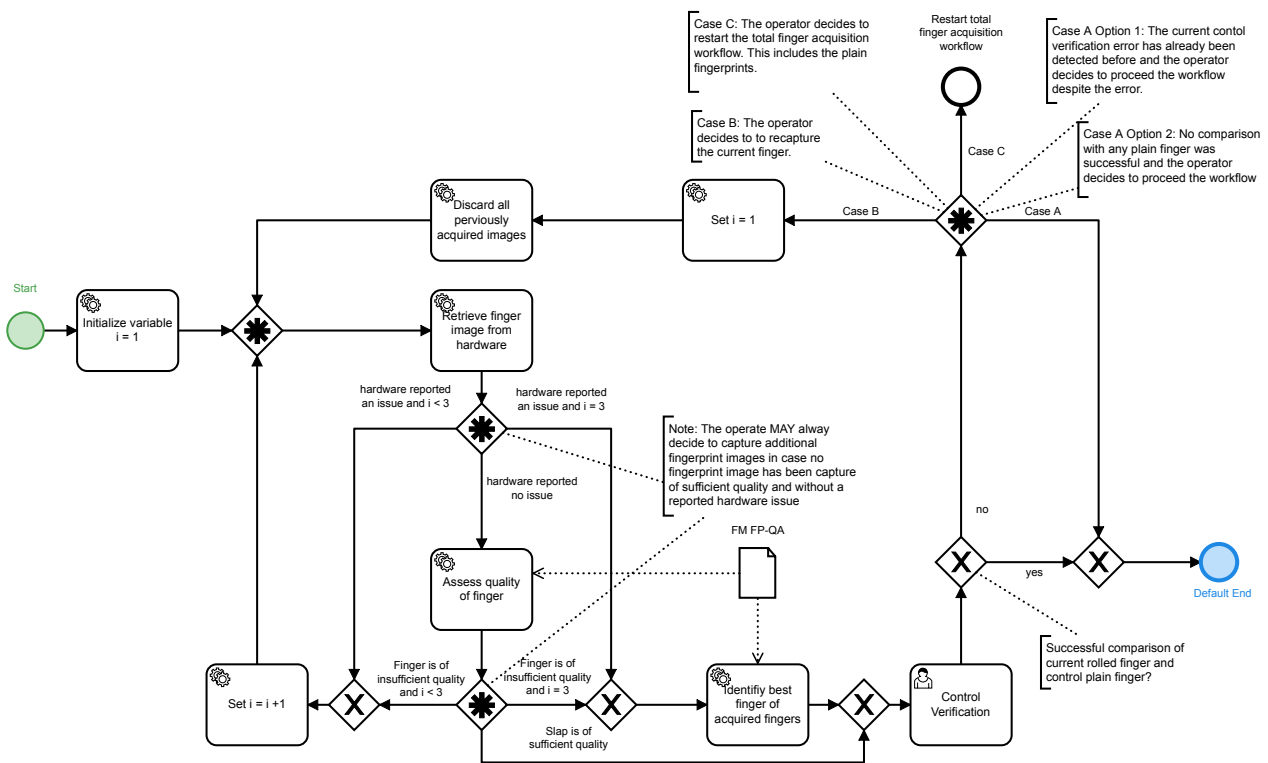 Case C: The operator decides to
restart the total finger acquisition
workflow. This includes the plain
fingerprints.
Restart total
finger acquisition
workflow
Case A Option 1: The current contol
verification error has already been
detected before and the operator
decides to proceed the workflow
despite the error.
Case B: The operator
decides to to recapture
the current finger.
Case A Option 2: No comparison
with any plain finger was
successful and the operator
decides to proceed the workflow
Case C
Discard all
perviously
acquired images
Set i = 1
Case B
Case A
Start
Initialize variable
i = 1
Retrieve finger
image from
hardware
hardware reported
an issue and i < 3
hardware reported
an issue and i = 3
Note: The operate MAY alway
decide to capture additional
fingerprint images in case no
fingerprint image has been capture
of sufficient quality and without a
reported hardware issue
hardware reported
no issue
FM FP-QA
no
Assess quality
of finger
yes
Default End
Successful comparison of
current rolled finger and
control plain finger?
Set i = i +1
Finger is of
insufficient quality
and i < 3
Finger is of
insufficient quality
and i = 3
Slap is of
sufficient quality
Identifiy best
finger of
acquired fingers
Control
Verification